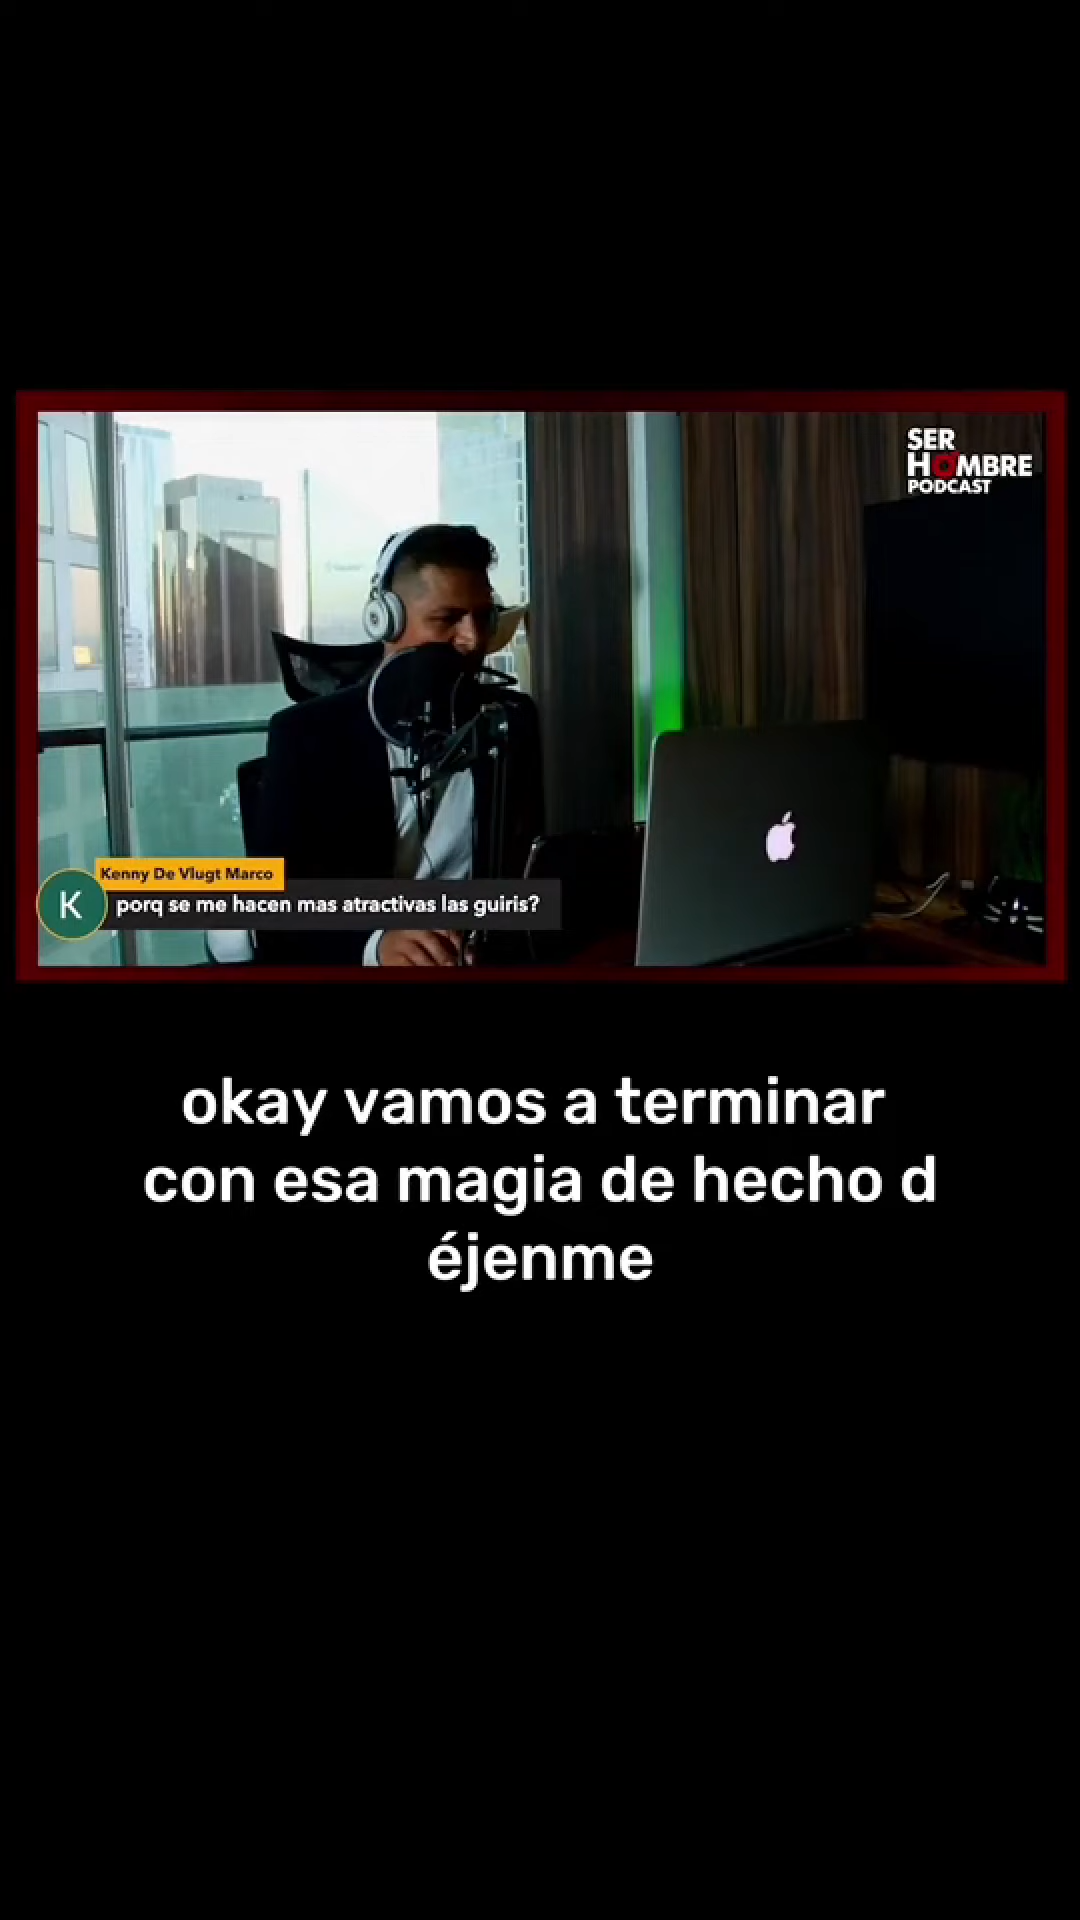 SER
HOMBRE
PODCAST
Kenny De Vlugt Marco
K
porq se me hacen mas atractivas las guiris?
okay vamos a terminar
con esa magia de hecho d
éjenme